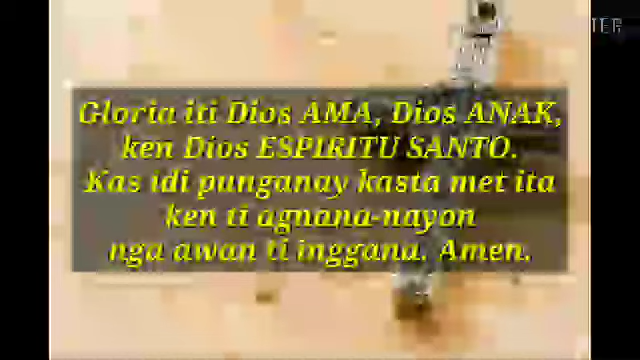 Gloria iti Dios AMA, Dios ANAK,
ken Dios ESPIRITU SANTO.
Kas idi punganay kasta met ita
ken ti agnana-nayon
nga awan ti inggana. Amen.